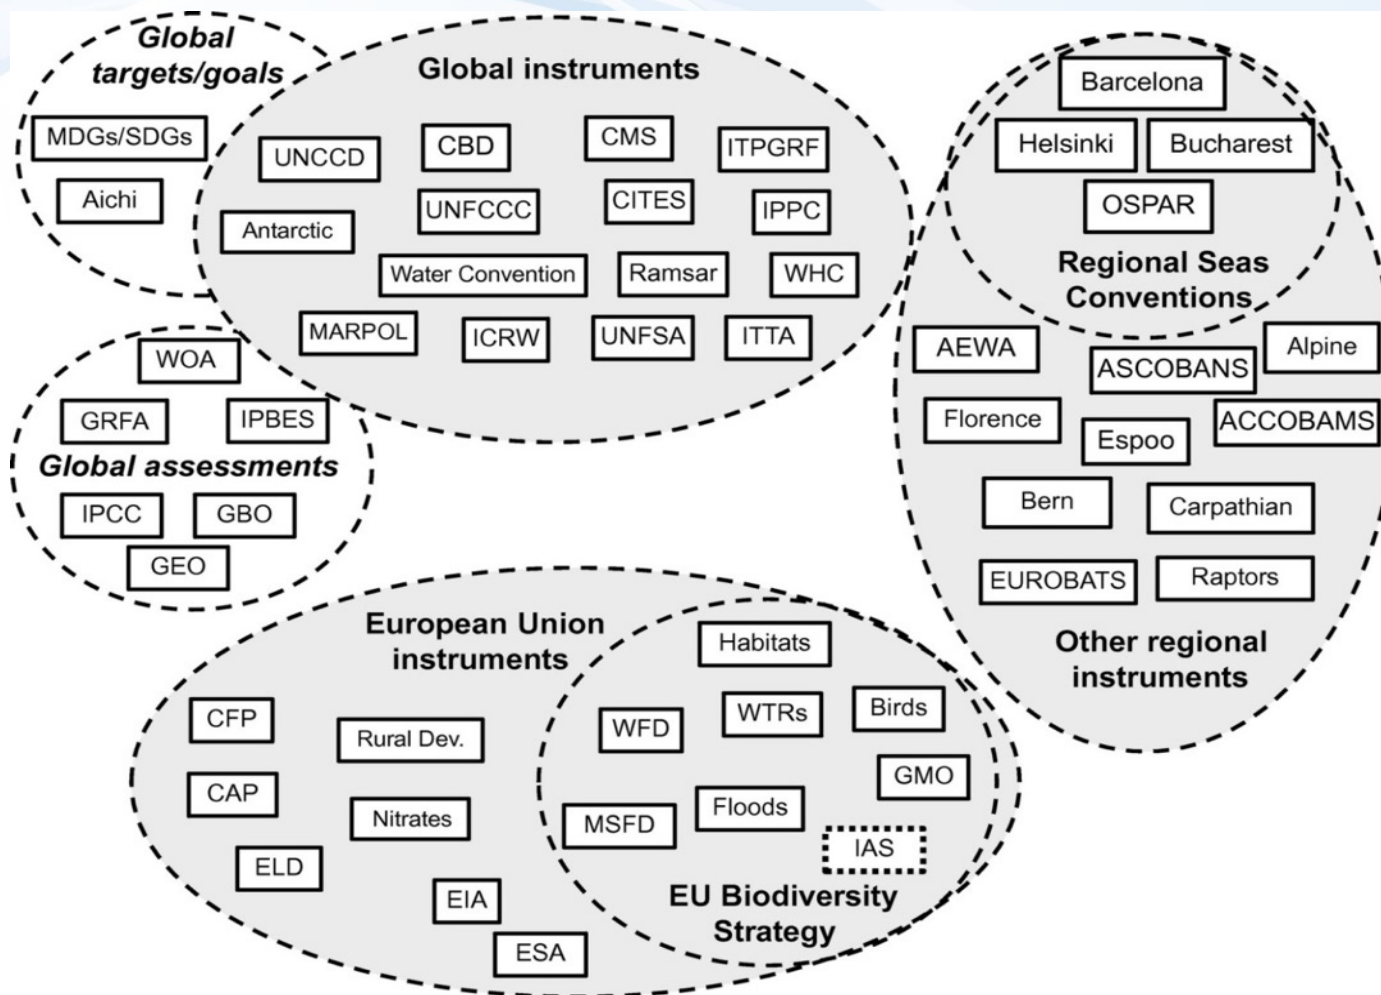 Global
targets/goals
MDGs/SDGs
Aichi
Global instruments
UNCCD
CBD
CMS
ITPGRF
Antarctic
UNFCCC
CITES
IPPC
Water Convention
Ramsar
WHC
MARPOL
ICRW
UNFSA
ITTA
WOA
GRFA
IPBES
Global assessments
IPCC
GBO
GEO
Barcelona
Helsinki
Bucharest
OSPAR
Regional Seas
Conventions
AEWA
ASCOBANS
Alpine
Florence
Espoo
ACCOBAMS
Bern
Carpathian
EUROBATS
Raptors
Other regional
instruments
European Union
instruments
CFP
Rural Dev.
CAP
Nitrates
ELD
EIA
ESA
Habitats
WFD
WTRs
Birds
GMO
MSFD
Floods
IAS
EU Biodiversity
Strategy